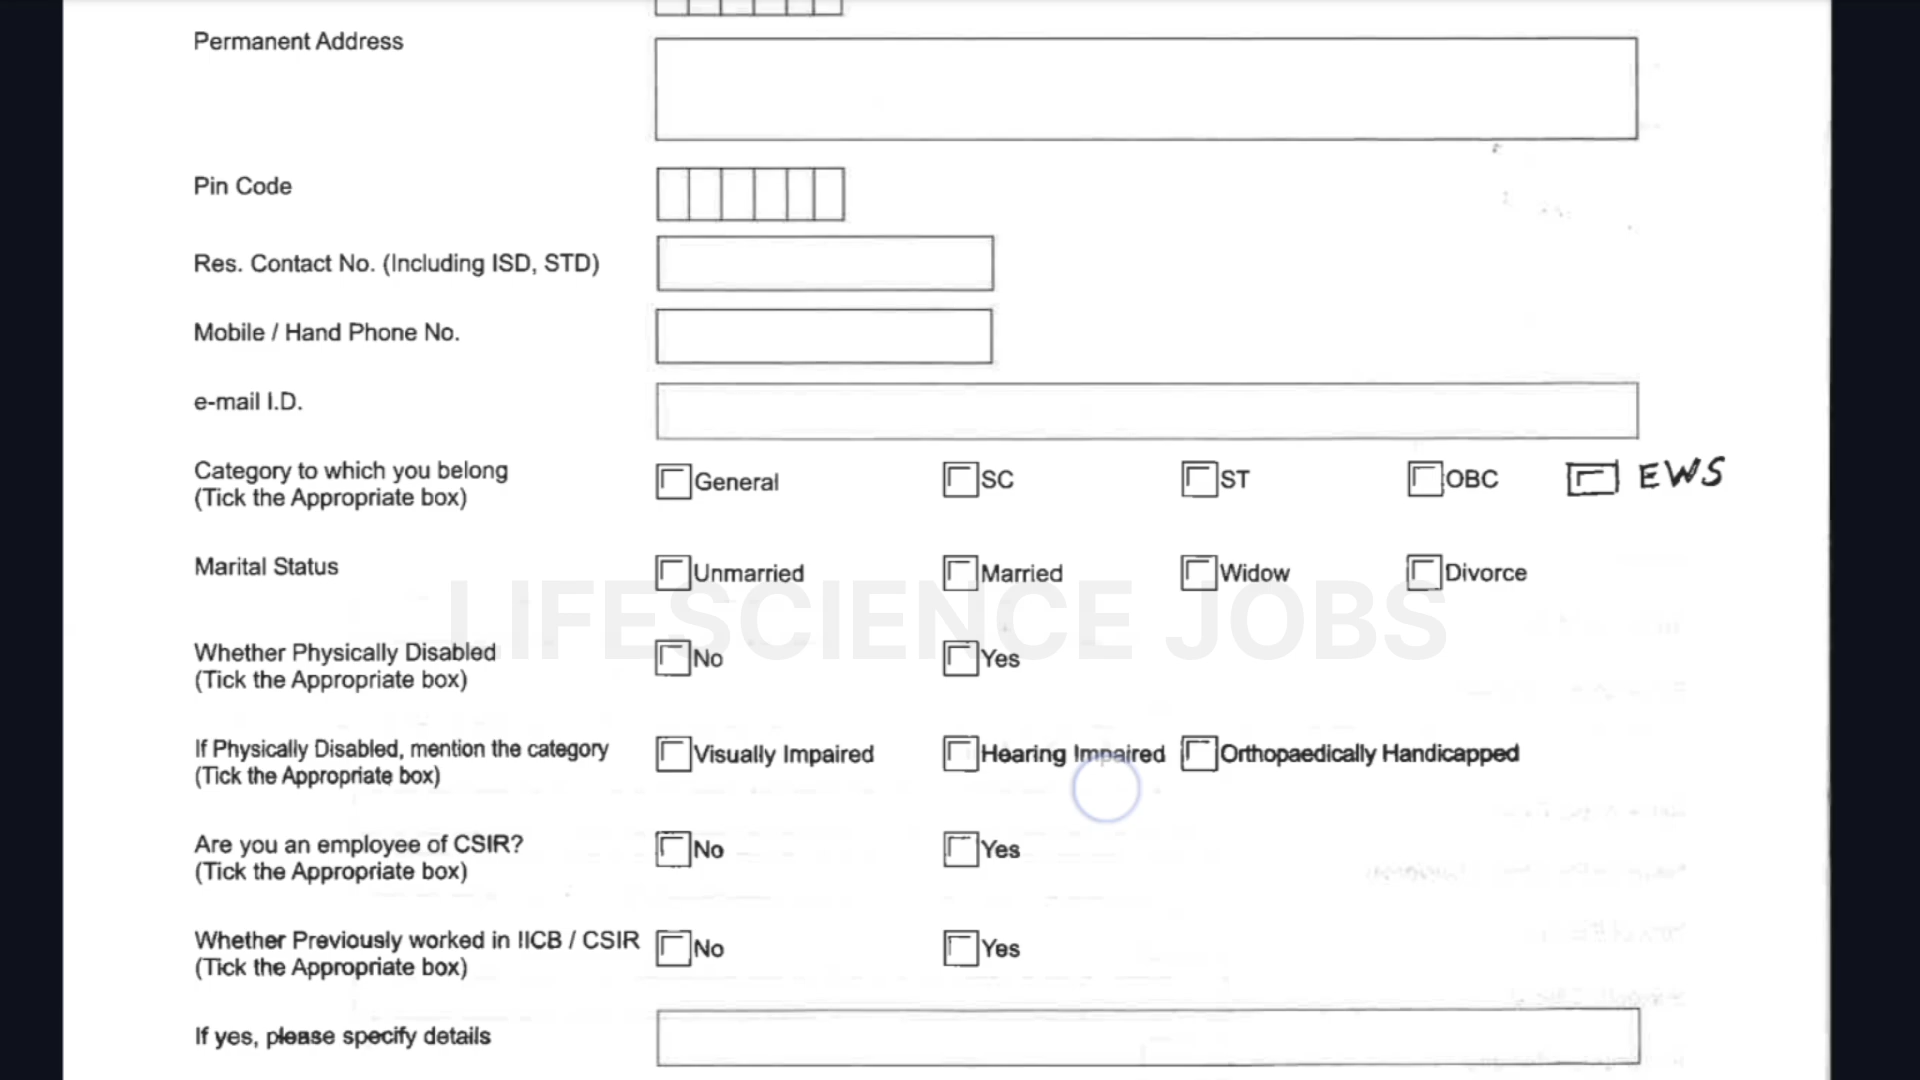 Permanent Address
Pin Code
Res. Contact No. (Including ISD, STD)
Mobile / Hand Phone No.
e-mail I.D.
Category to which you belong
(Tick the Appropriate box)
General SC ST OBC EWS
Marital Status
Unmarried Married Widow Divorce
LIFESCIENCE JOBS
Whether Physically Disabled
(Tick the Appropriate box)
No Yes
If Physically Disabled, mention the category
(Tick the Appropriate box)
Visually Impaired Hearing Impaired Orthopaedically Handicapped
Are you an employee of CSIR?
(Tick the Appropriate box)
No Yes
Whether Previously worked in IICB / CSIR
(Tick the Appropriate box)
No Yes
If yes, please specify details